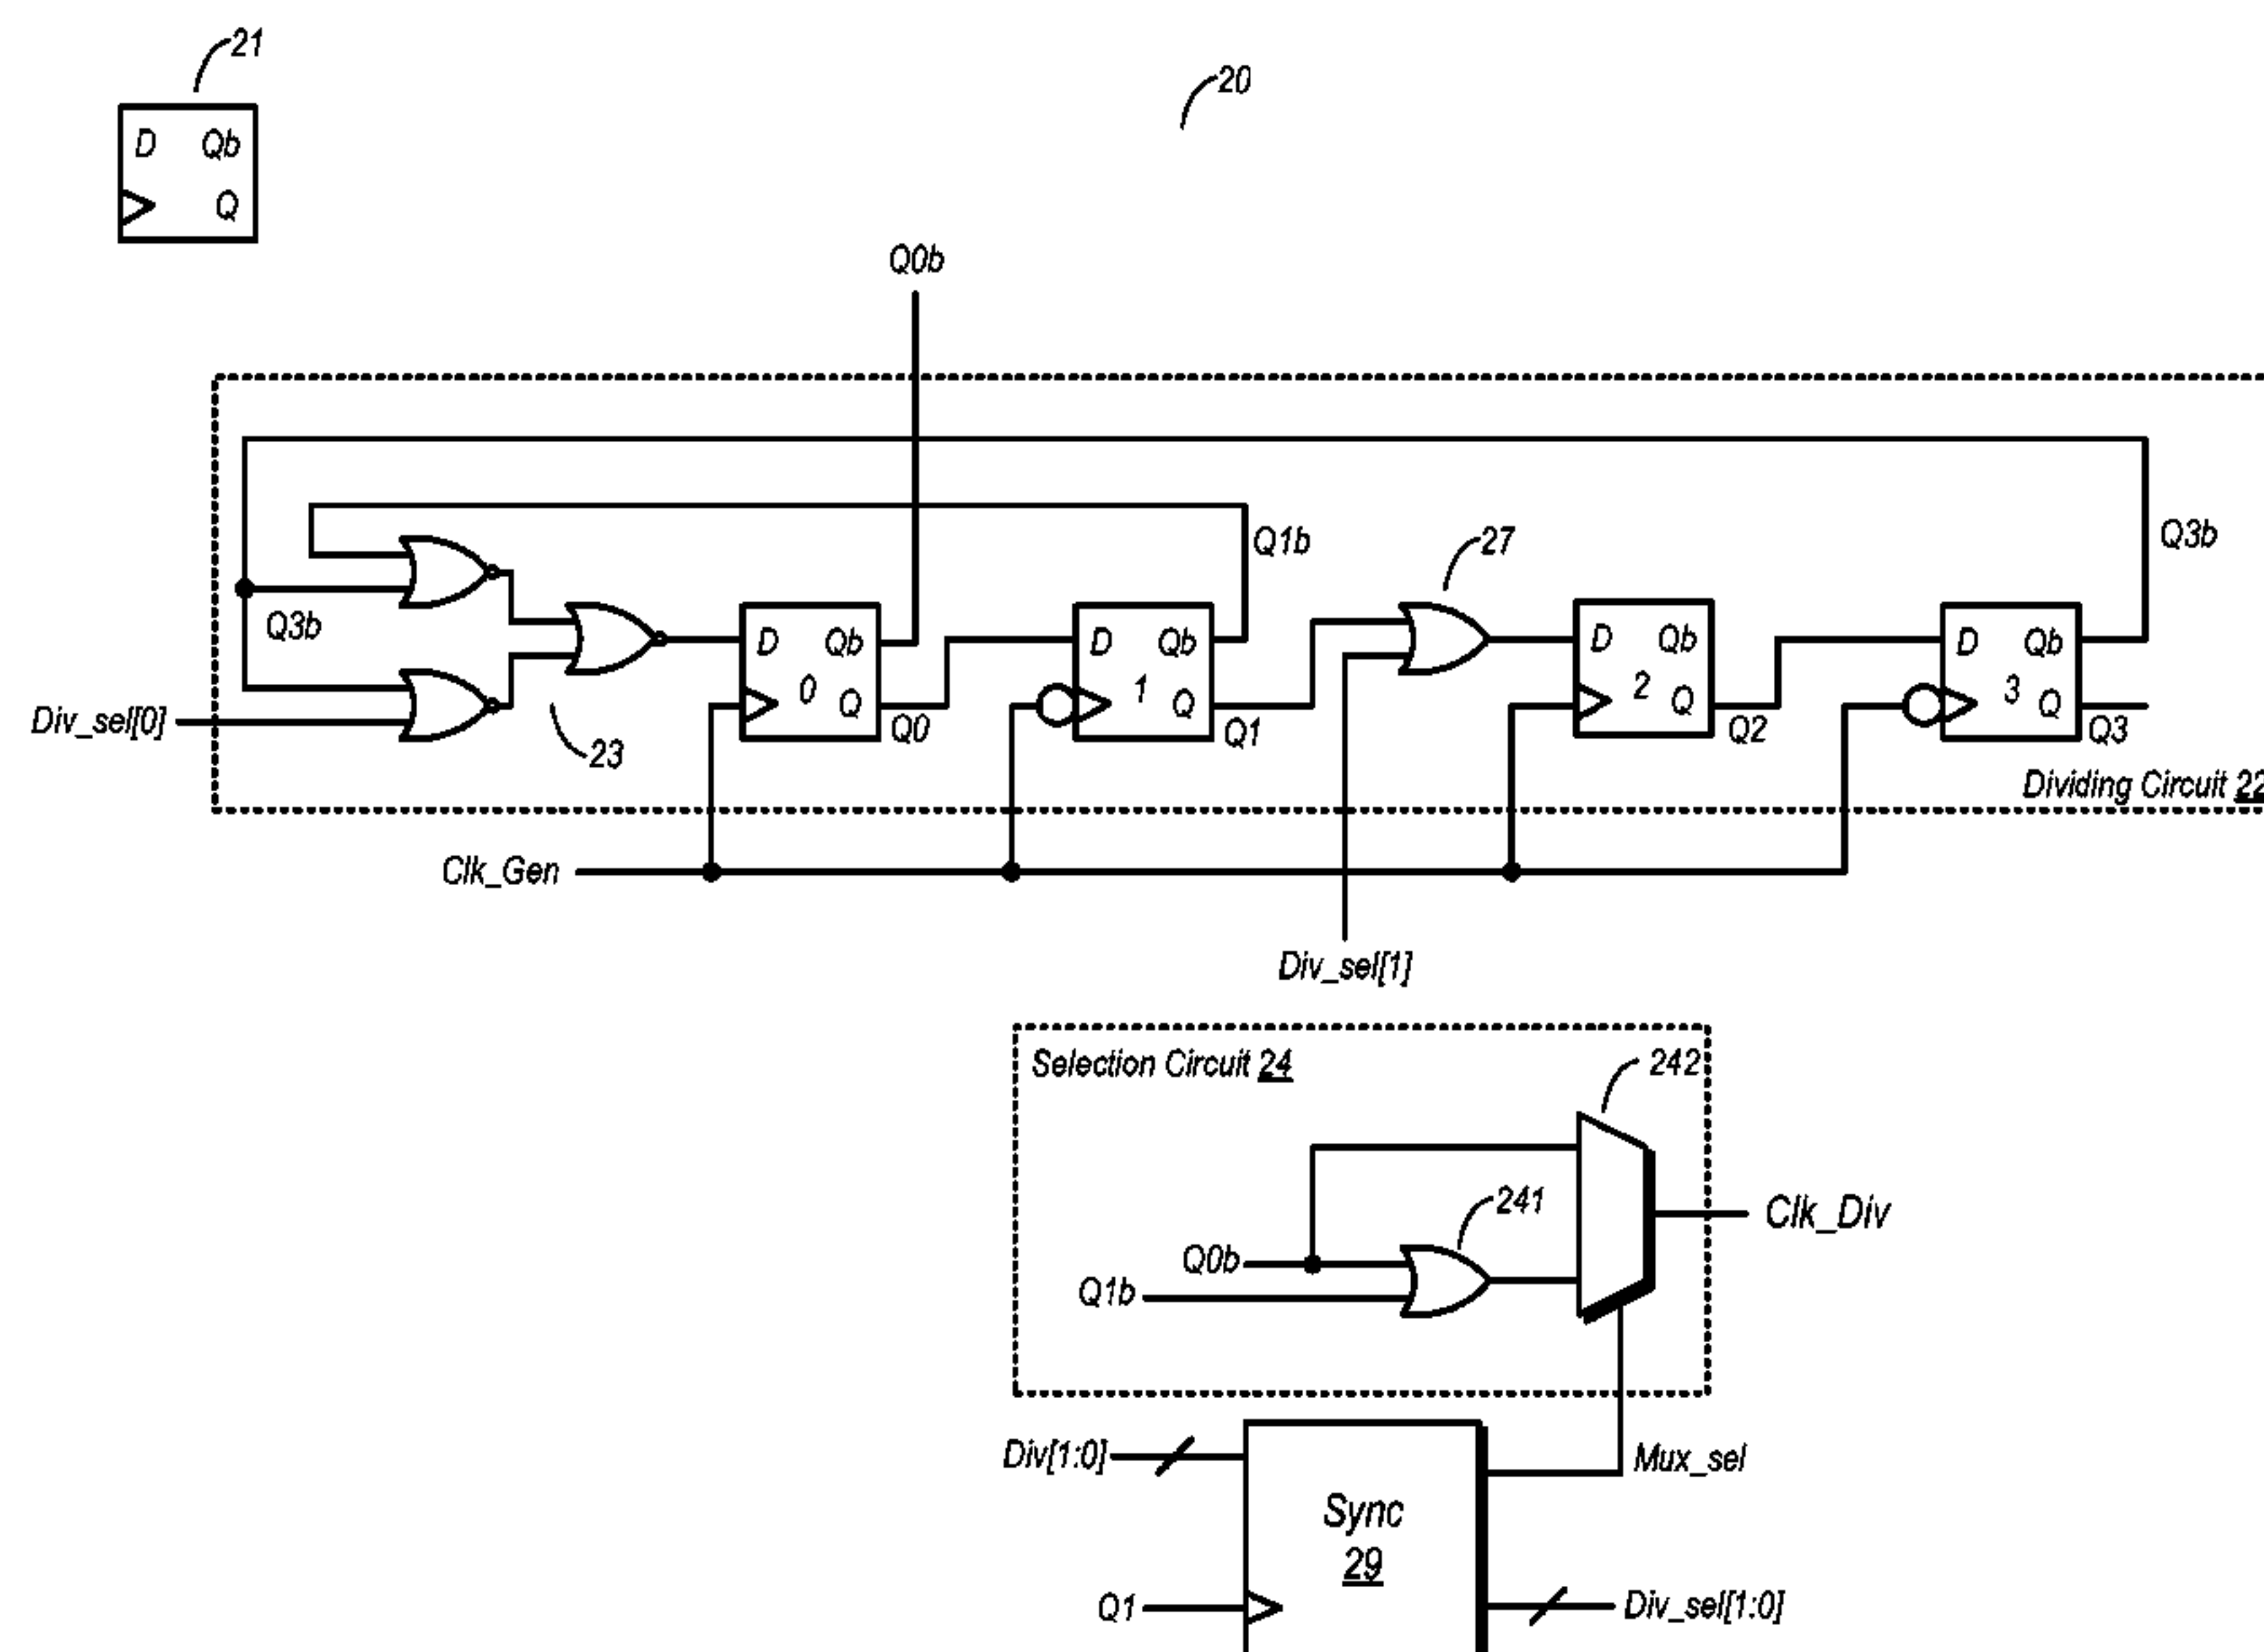 21
20
D Qb
Q
Q0b
Q1b
27
Q3b
Q3b
D Qb
0 Q
D Qb
1 Q
D Qb
2 Q
D Qb
3 Q
Div_sel[0]
23
Q0
Q1
Q2
Q3
Dividing Circuit 22
Clk_Gen
Div_sel[1]
Selection Circuit 24
242
241
Clk_Div
Q0b
Q1b
Div[1:0]
Mux_sel
Sync
29
Q1
Div_sel[1:0]